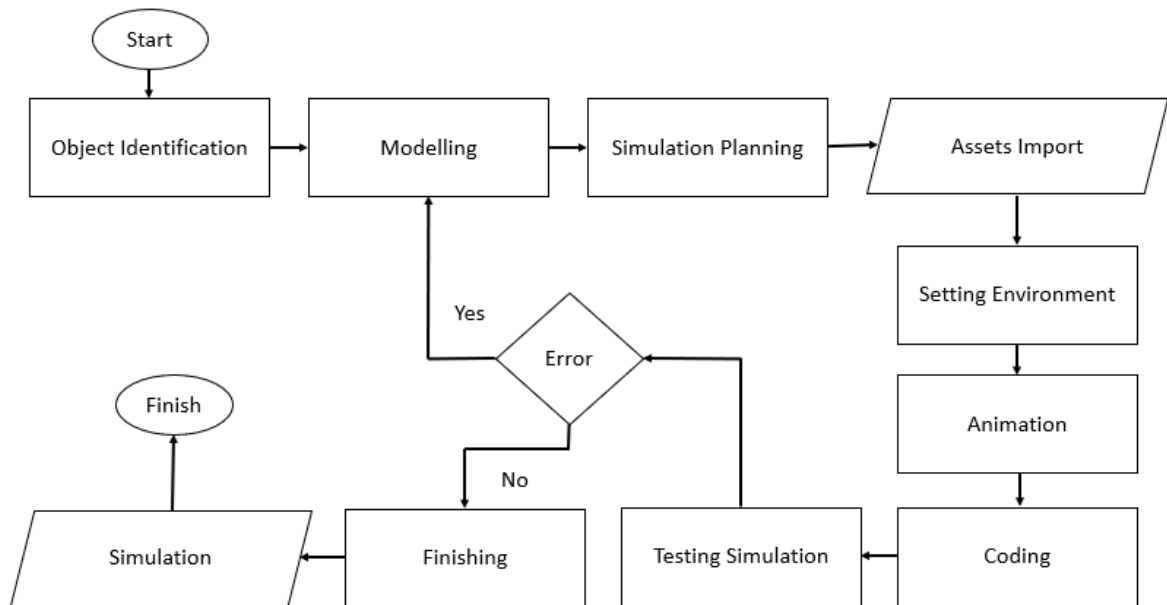 Start
Object Identification
Modelling
Simulation Planning
Assets Import
Setting Environment
Yes
Error
Finish
Animation
No
Simulation
Finishing
Testing Simulation
Coding